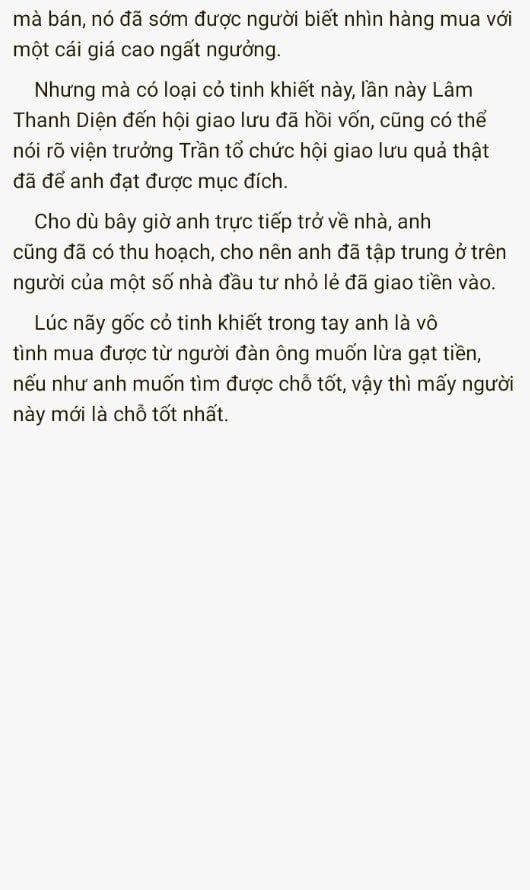 mà bán, nó đã sớm được người biết nhìn hàng mua với
một cái giá cao ngất ngưởng.
Nhưng mà có loại cỏ tinh khiết này, lần này Lâm
Thanh Diện đến hội giao lưu đã hồi vốn, cũng có thể
nói rõ viện trưởng Trần tổ chức hội giao lưu quả thật
đã để anh đạt được mục đích.
Cho dù bây giờ anh trực tiếp trở về nhà, anh
cũng đã có thu hoạch, cho nên anh đã tập trung ở trên
người của một số nhà đầu tư nhỏ lẻ đã giao tiền vào.
Lúc nãy gốc cỏ tinh khiết trong tay anh là vô
tình mua được từ người đàn ông muốn lừa gạt tiền,
nếu như anh muốn tìm được chỗ tốt, vậy thì mấy người
này mới là chỗ tốt nhất.